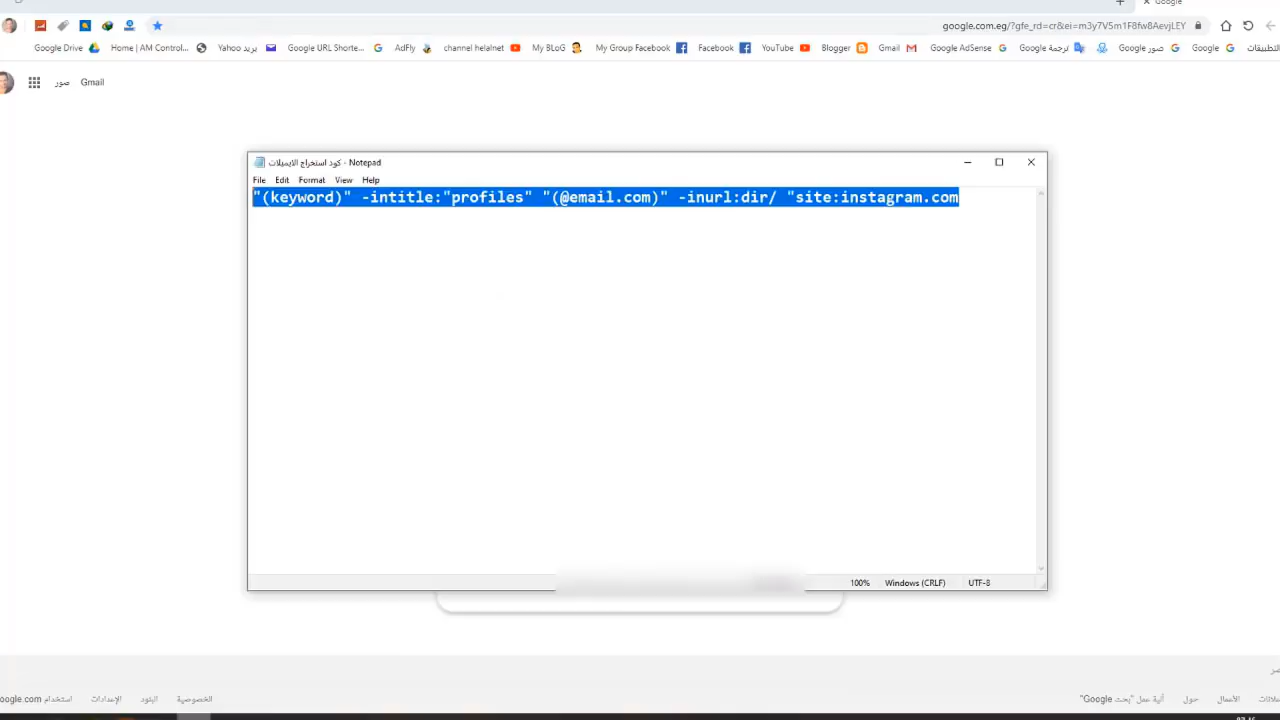 Google
google.com.eg/?gfe_rd=cr&ei=m3y7V5m1F8fw8AevjLEY
Google Drive
Home | AM Control...
بريد Yahoo
Google URL Shorte...
AdFly
channel helalnet
My BLoG
My Group Facebook
Facebook
YouTube
Blogger
Gmail
Google AdSense
ترجمة Google
صور Google
Google
التطبيقات
صور
Gmail
كود استخراج الايميلات - Notepad
File Edit Format View Help
"(keyword)" -intitle:"profiles" "(@email.com)" -inurl:dir/ "site:instagram.com
100%
Windows (CRLF)
UTF-8
استخدام
الإعدادات
البنود
الخصوصية
آلية عمل "بحث Google"
حول
الأعمال